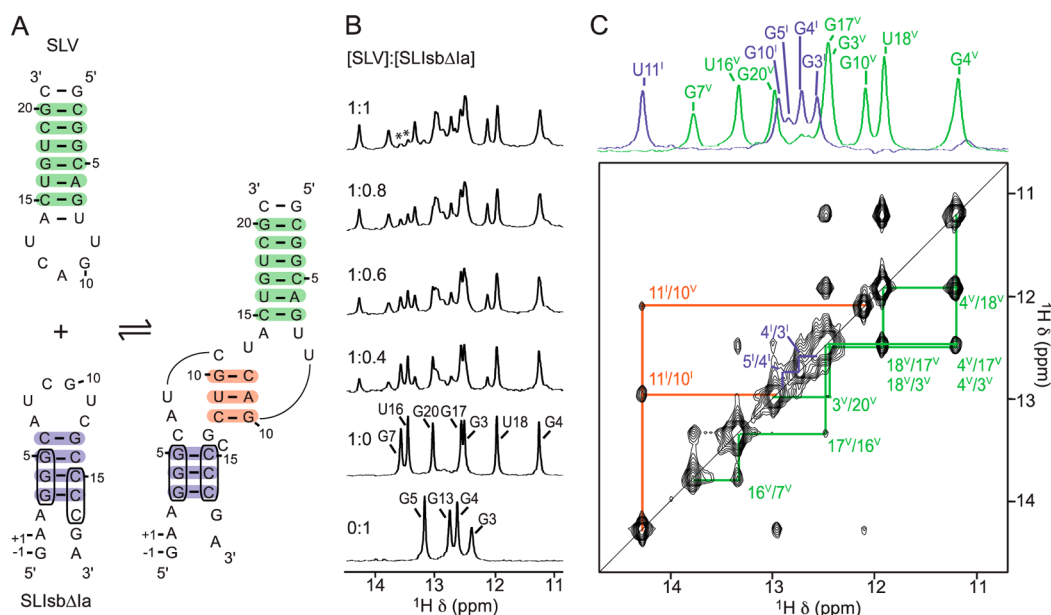 A
SLV
3' 5'
C – G
20- G – C
C – G
U – G
G – C -5
U – A
15- C – G
A – U
U U
C A G
10
+
C G -10
U U
A C
C – G
5- G – C
G – C -15
G – C
A C
+1 A G
-1 G A
5' 3'
SLIsbΔIa
3' 5'
C – G
20- G – C
C – G
U – G
G – C -5
U – A
15- C – G
A U
C U U
10- G – C
U U – A
A C – G
10
C G C
5- G – C -15
G – C
G – C
A G
+1 A A
-1 G 3'
5'
B
[SLV]:[SLIsbΔIa]
1:1 * *
1:0.8
1:0.6
1:0.4
1:0 G7 U16 G20 G17 G3 U18 G4
0:1 G5 G13 G4 G3
14 13 12 11
¹H δ (ppm)
C
U11ᴵ G7ⱽ U16ⱽ G20ⱽ G10ᴵ G5ᴵ G4ᴵ G3ᴵ G17ⱽ G3ⱽ G10ⱽ U18ⱽ G4ⱽ
11ᴵ/10ⱽ
4ⱽ/18ⱽ
4ᴵ/3ᴵ
5ᴵ/4ᴵ
11ᴵ/10ᴵ
18ⱽ/17ⱽ 4ⱽ/17ⱽ
18ⱽ/3ⱽ 4ⱽ/3ⱽ
3ⱽ/20ⱽ
17ⱽ/16ⱽ
16ⱽ/7ⱽ
11
12
13
14
¹H δ (ppm)
14 13 12 11
¹H δ (ppm)